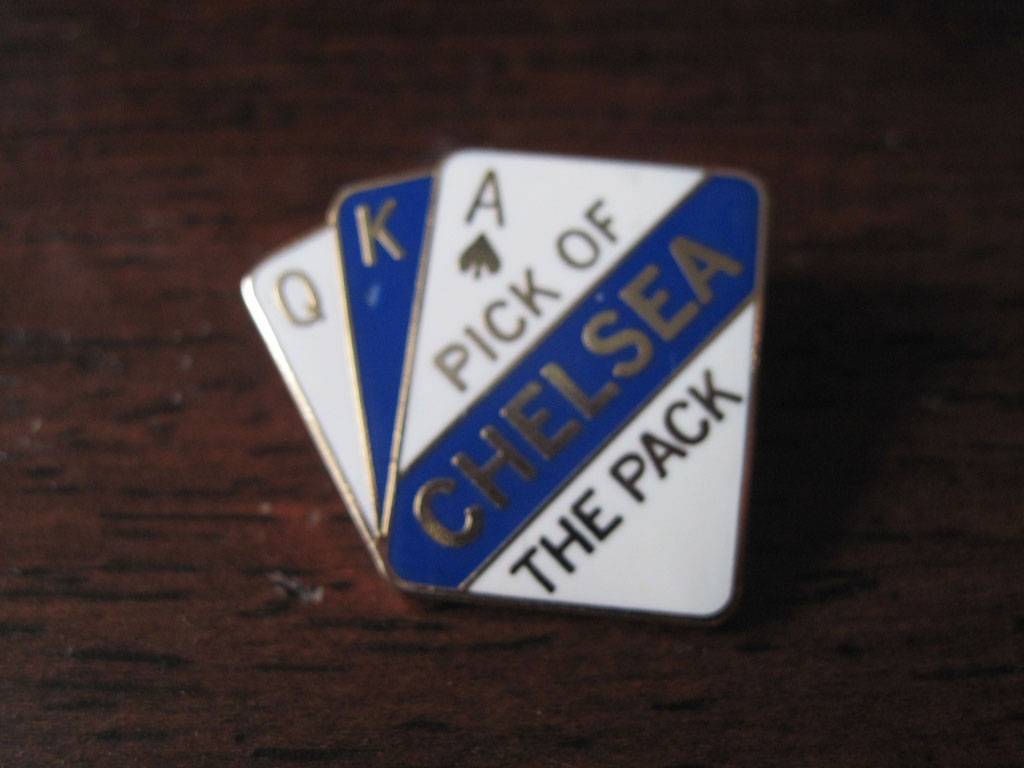 Q
K
A
PICK OF
CHELSEA
THE PACK